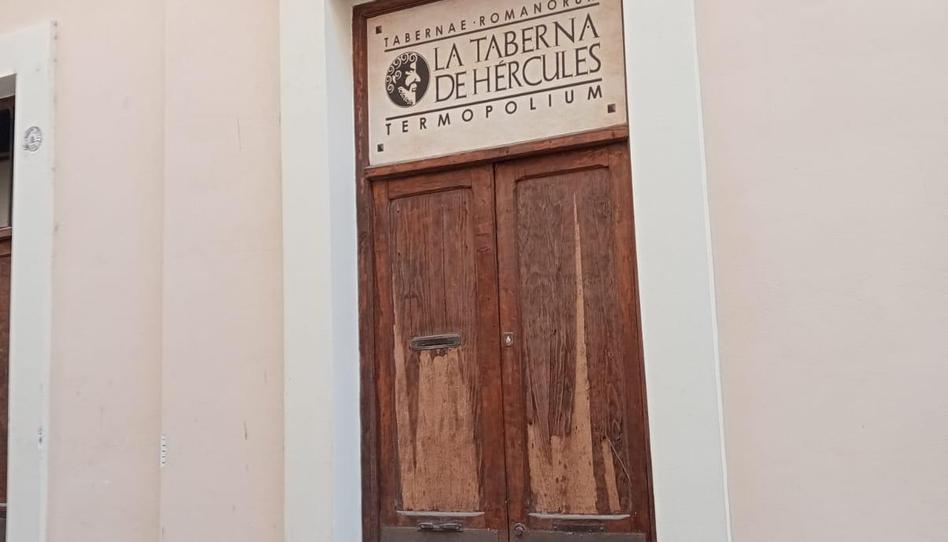 TABERNAE·ROMANORUM
LA TABERNA
DE HÉRCULES
TERMOPOLIUM